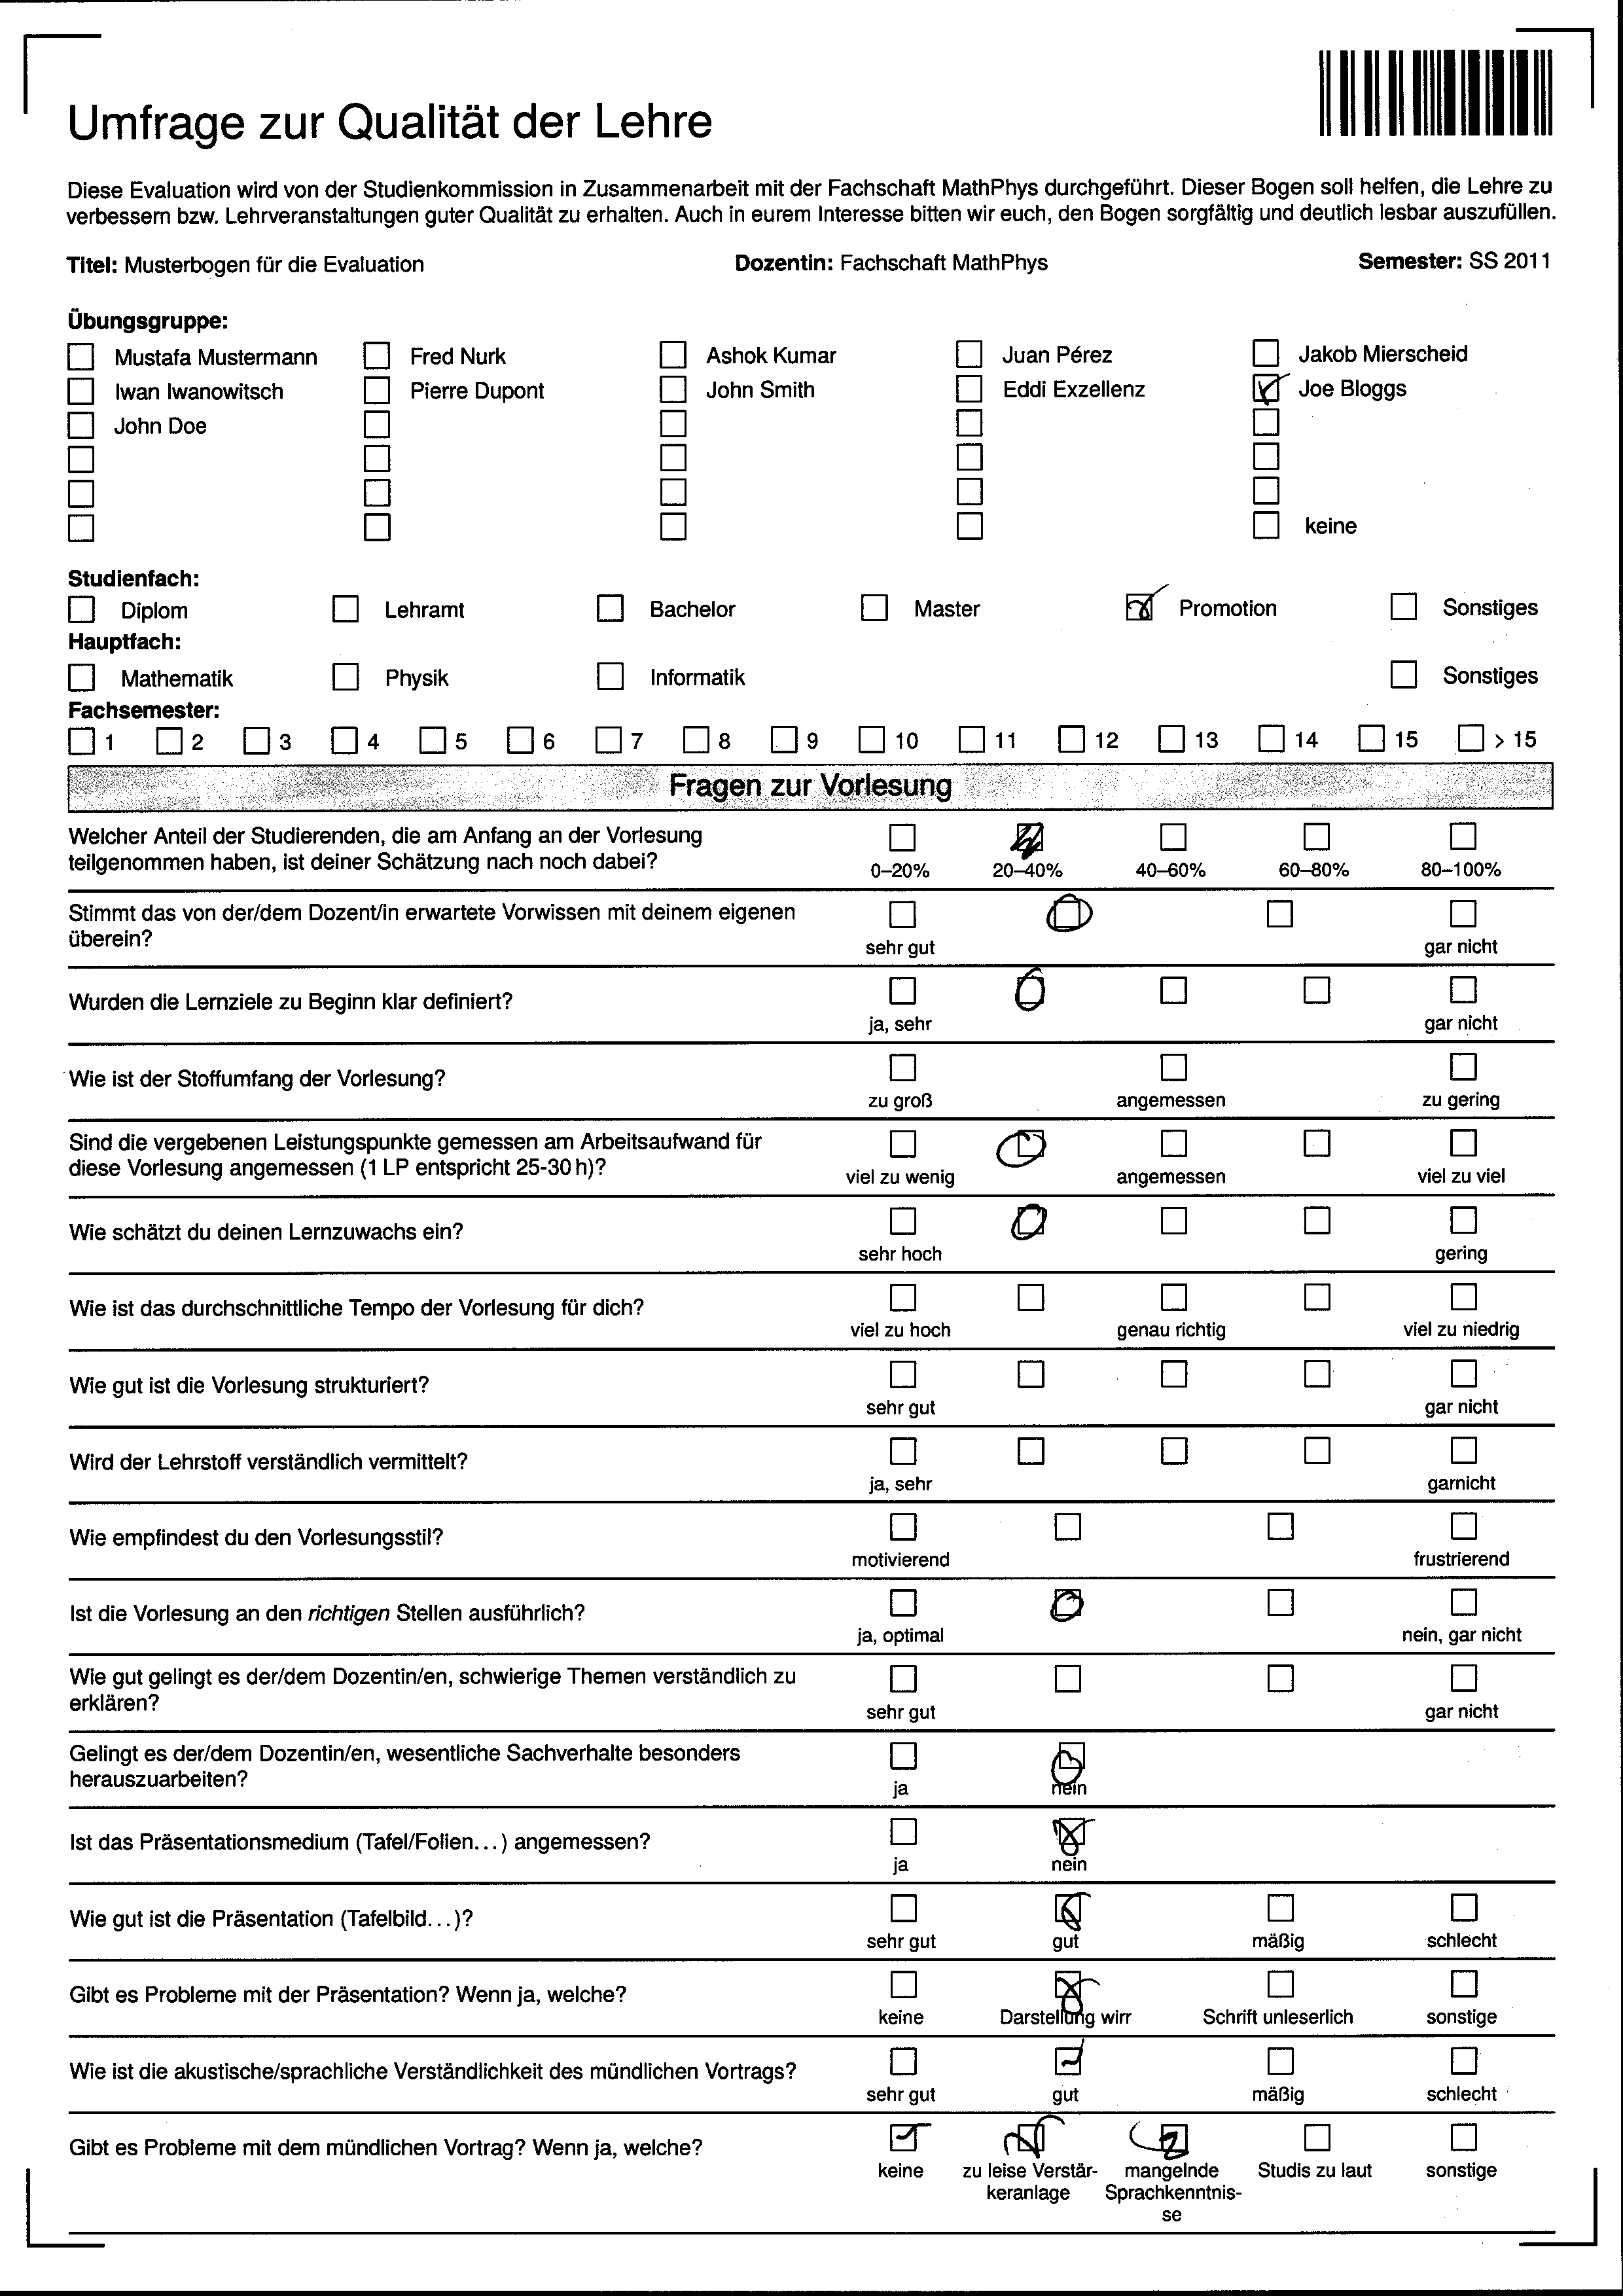 Umfrage zur Qualität der Lehre
Diese Evaluation wird von der Studienkommission in Zusammenarbeit mit der Fachschaft MathPhys durchgeführt. Dieser Bogen soll helfen, die Lehre zu
verbessern bzw. Lehrveranstaltungen guter Qualität zu erhalten. Auch in eurem Interesse bitten wir euch, den Bogen sorgfältig und deutlich lesbar auszufüllen.
Titel: Musterbogen für die Evaluation Dozentin: Fachschaft MathPhys Semester: SS 2011
Übungsgruppe:
Mustafa Mustermann Fred Nurk Ashok Kumar Juan Pérez Jakob Mierscheid
Iwan Iwanowitsch Pierre Dupont John Smith Eddi Exzellenz Joe Bloggs
John Doe
keine
Studienfach:
Diplom Lehramt Bachelor Master Promotion Sonstiges
Hauptfach:
Mathematik Physik Informatik Sonstiges
Fachsemester:
1 2 3 4 5 6 7 8 9 10 11 12 13 14 15 > 15
Fragen zur Vorlesung
Welcher Anteil der Studierenden, die am Anfang an der Vorlesung
teilgenommen haben, ist deiner Schätzung nach noch dabei?
0–20% 20–40% 40–60% 60–80% 80–100%
Stimmt das von der/dem Dozent/in erwartete Vorwissen mit deinem eigenen
überein?
sehr gut gar nicht
Wurden die Lernziele zu Beginn klar definiert?
ja, sehr gar nicht
Wie ist der Stoffumfang der Vorlesung?
zu groß angemessen zu gering
Sind die vergebenen Leistungspunkte gemessen am Arbeitsaufwand für
diese Vorlesung angemessen (1 LP entspricht 25-30 h)?
viel zu wenig angemessen viel zu viel
Wie schätzt du deinen Lernzuwachs ein?
sehr hoch gering
Wie ist das durchschnittliche Tempo der Vorlesung für dich?
viel zu hoch genau richtig viel zu niedrig
Wie gut ist die Vorlesung strukturiert?
sehr gut gar nicht
Wird der Lehrstoff verständlich vermittelt?
ja, sehr garnicht
Wie empfindest du den Vorlesungsstil?
motivierend frustrierend
Ist die Vorlesung an den richtigen Stellen ausführlich?
ja, optimal nein, gar nicht
Wie gut gelingt es der/dem Dozentin/en, schwierige Themen verständlich zu
erklären?
sehr gut gar nicht
Gelingt es der/dem Dozentin/en, wesentliche Sachverhalte besonders
herauszuarbeiten?
ja nein
Ist das Präsentationsmedium (Tafel/Folien...) angemessen?
ja nein
Wie gut ist die Präsentation (Tafelbild...)?
sehr gut gut mäßig schlecht
Gibt es Probleme mit der Präsentation? Wenn ja, welche?
keine Darstellung wirr Schrift unleserlich sonstige
Wie ist die akustische/sprachliche Verständlichkeit des mündlichen Vortrags?
sehr gut gut mäßig schlecht
Gibt es Probleme mit dem mündlichen Vortrag? Wenn ja, welche?
keine zu leise Verstär- mangelnde Studis zu laut sonstige
keranlage Sprachkenntnis-
se